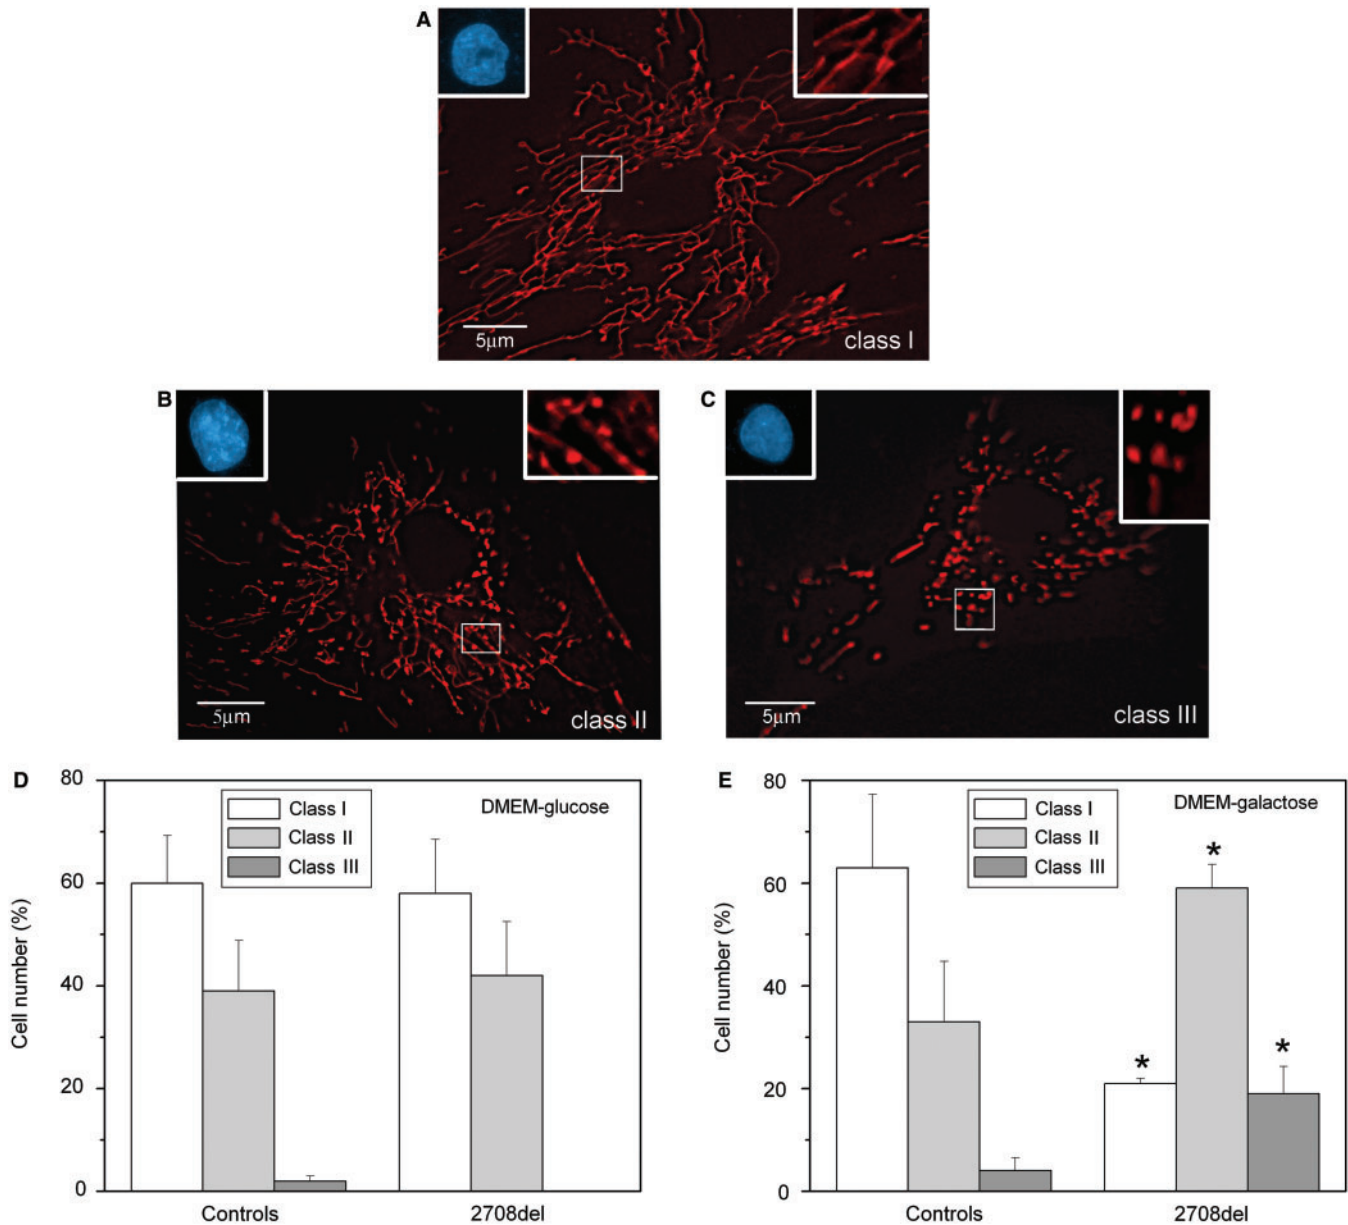 A
5μm
class I
B
5μm
class II
C
5μm
class III
D
80
60
40
20
0
Cell number (%)
Class I
Class II
Class III
DMEM-glucose
Controls
2708del
E
80
60
40
20
0
Cell number (%)
Class I
Class II
Class III
DMEM-galactose
*
*
*
Controls
2708del